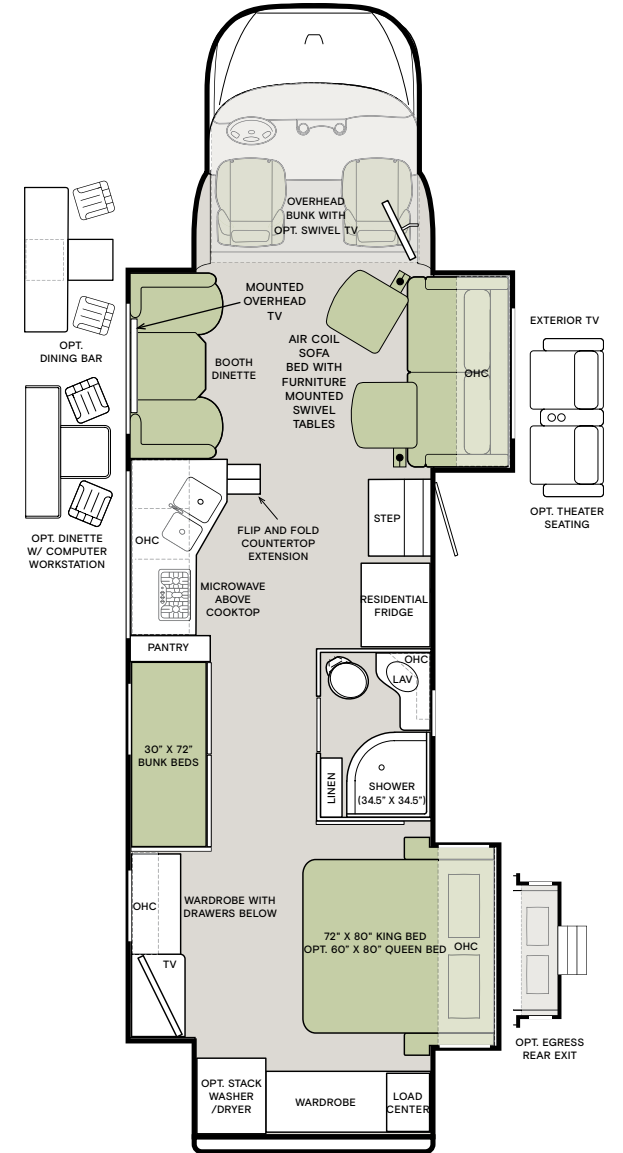 OVERHEAD
BUNK WITH
OPT. SWIVEL TV
MOUNTED
OVERHEAD
TV
OPT.
DINING BAR
BOOTH
DINETTE
AIR COIL
SOFA
BED WITH
FURNITURE
MOUNTED
SWIVEL
TABLES
OHC
EXTERIOR TV
OPT. THEATER
SEATING
OPT. DINETTE
W/ COMPUTER
WORKSTATION
OHC
FLIP AND FOLD
COUNTERTOP
EXTENSION
STEP
MICROWAVE
ABOVE
COOKTOP
RESIDENTIAL
FRIDGE
PANTRY
OHC
LAV
30” X 72”
BUNK BEDS
LINEN
SHOWER
(34.5” X 34.5”)
OHC
WARDROBE WITH
DRAWERS BELOW
72” X 80” KING BED
OPT. 60” X 80” QUEEN BED
OHC
TV
OPT. EGRESS
REAR EXIT
OPT. STACK
WASHER
/DRYER
WARDROBE
LOAD
CENTER